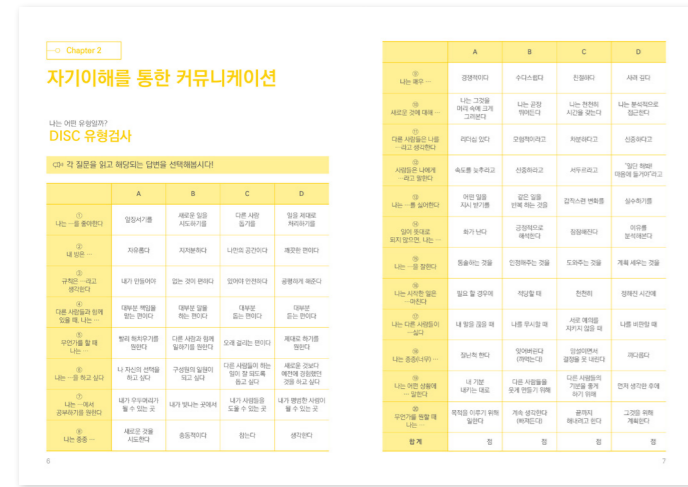 Chapter 2
자기이해를 통한 커뮤니케이션
나는 어떤 유형일까?
DISC 유형검사
각 질문을 읽고 해당되는 답변을 선택해봅시다!
A B C D
① 나는 …을 좋아한다 앞장서기를 새로운 일을 시도하기를 다른 사람 돕기를 일을 제대로 처리하기를
② 내 방은 … 자유롭다 지저분하다 나만의 공간이다 깨끗한 편이다
③ 규칙은 …라고 생각한다 내가 만들어야 없는 것이 편하다 있어야 안전하다 공평하게 해준다
④ 다른 사람들과 함께 있을 때, 나는 … 대부분 책임을 맡는 편이다 대부분 말을 하는 편이다 대부분 돕는 편이다 대부분 듣는 편이다
⑤ 무언가를 할 때 나는 … 빨리 해치우기를 원한다 다른 사람과 함께 일하기를 원한다 오래 걸리는 편이다 제대로 하기를 원한다
⑥ 나는 …을 하고 싶다 나 자신의 선택을 하고 싶다 구성원의 일원이 되고 싶다 다른 사람들이 하는 일이 잘 되도록 돕고 싶다 새로운 것보다 예전에 경험했던 것을 하고 싶다
⑦ 나는 …에서 공부하기를 원한다 내가 우두머리가 될 수 있는 곳 내가 빛나는 곳에서 내가 사람들을 도울 수 있는 곳 내가 평범한 사람이 될 수 있는 곳
⑧ 나는 종종 … 새로운 것을 시도한다 충동적이다 참는다 생각한다
6
A B C D
⑨ 나는 매우 … 경쟁적이다 수다스럽다 친절하다 사려 깊다
⑩ 새로운 것에 대해 … 나는 그것을 머리 속에 크게 그려본다 나는 곧장 뛰어든다 나는 천천히 시간을 갖는다 나는 분석적으로 접근한다
⑪ 다른 사람들은 나를 …라고 생각한다 리더십 있다 모험적이라고 차분하다고 신중하다고
⑫ 사람들은 나에게 …라고 말한다 속도를 늦추라고 신중하라고 서두르라고 "일단 해봐! 마음에 들거야"라고
⑬ 나는 …를 싫어한다 어떤 일을 지시 받기를 같은 일을 반복 하는 것을 갑작스런 변화를 실수하기를
⑭ 일이 뜻대로 되지 않으면, 나는 … 화가 난다 긍정적으로 해석한다 잠잠해진다 이유를 분석해본다
⑮ 나는 …을 잘한다 통솔하는 것을 인정해주는 것을 도와주는 것을 계획 세우는 것을
⑯ 나는 시작한 일은 …마친다 필요 할 경우에 적당할 때 천천히 정해진 시간에
⑰ 나는 다른 사람들이 …싫다 내 말을 끊을 때 나를 무시할 때 서로 예의를 지키지 않을 때 나를 비판할 때
⑱ 나는 종종(너무) … 장난처 한다 잊어버린다 (까먹는다) 망설이면서 결정을 못 내린다 까다롭다
⑲ 나는 어떤 상황에 … 말한다 내 기분 내키는 대로 다른 사람들을 웃게 만들기 위해 다른 사람들의 기분을 좋게 하기 위해 먼저 생각한 후에
⑳ 무언가를 원할 때 나는 … 목적을 이루기 위해 일한다 계속 생각한다 (빠져든다) 끝까지 해내려고 한다 그것을 위해 계획한다
합계 점 점 점 점
7